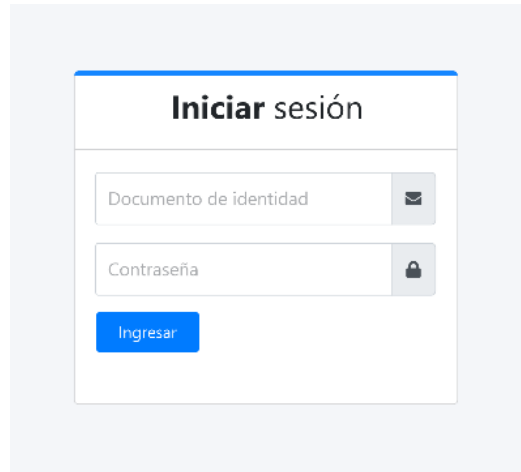 Iniciar sesión
Documento de identidad
Contraseña
Ingresar